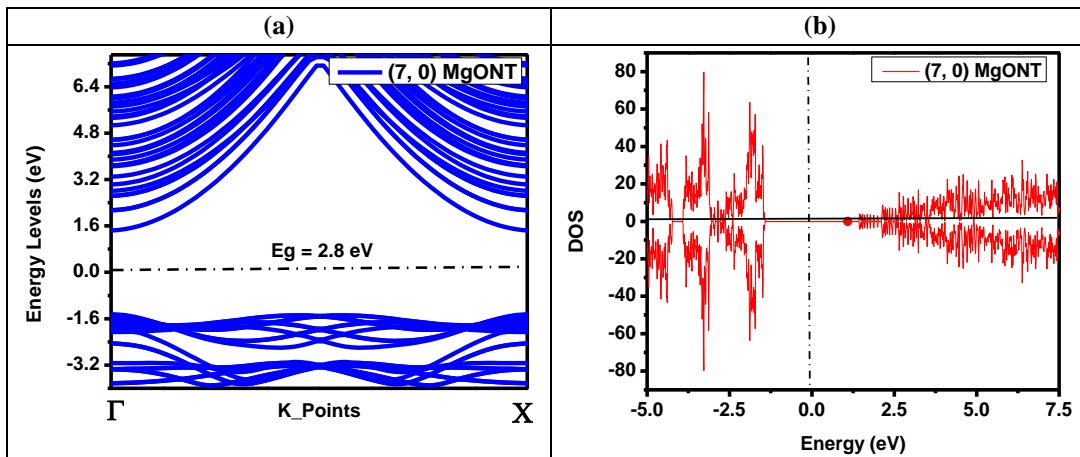 (a)
(b)
(7, 0) MgONT
Energy Levels (eV)
6.4
4.8
3.2
1.6
0.0
-1.6
-3.2
Eg = 2.8 eV
Γ
K_Points
X
(7, 0) MgONT
DOS
80
60
40
20
0
-20
-40
-60
-80
-5.0
-2.5
0.0
2.5
5.0
7.5
Energy (eV)